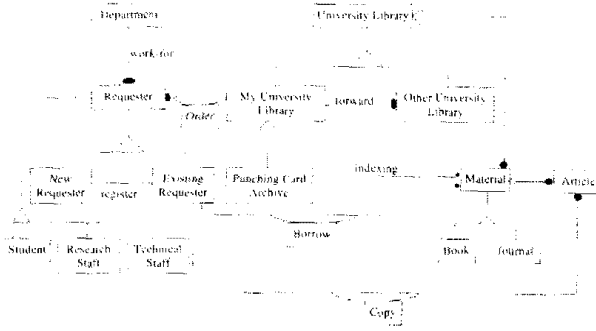 Department
University Library
work-for
Requester
Order
My University
Library
forward
Other University
Library
New
Requester
register
Existing
Requester
Punching Card
Archive
indexing
Material
Article
Student
Research
Staff
Technical
Staff
Borrow
Book
Journal
Copy